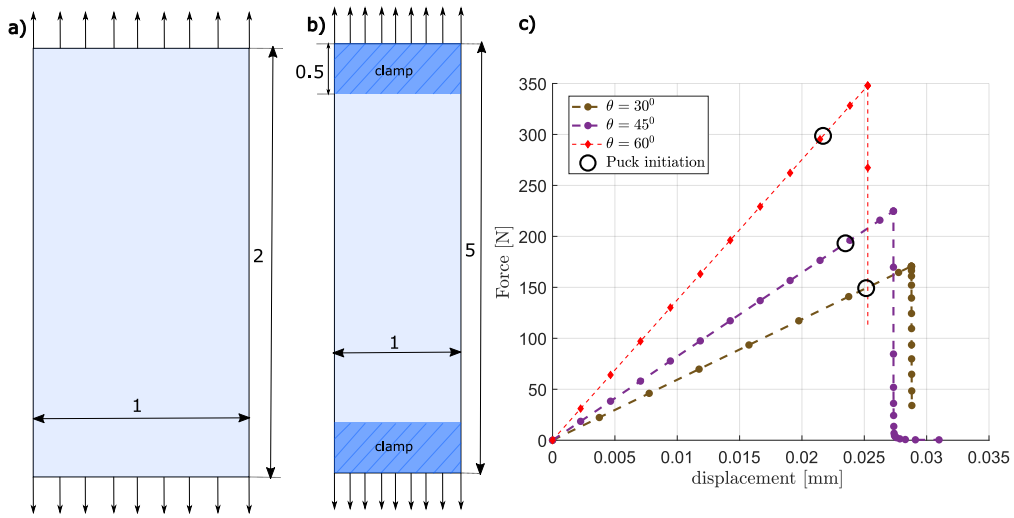 a)
2
1
b)
0.5
clamp
5
1
clamp
c)
350
300
250
200
150
100
50
0
Force [N]
θ = 30⁰
θ = 45⁰
θ = 60⁰
Puck initiation
0 0.005 0.01 0.015 0.02 0.025 0.03 0.035
displacement [mm]